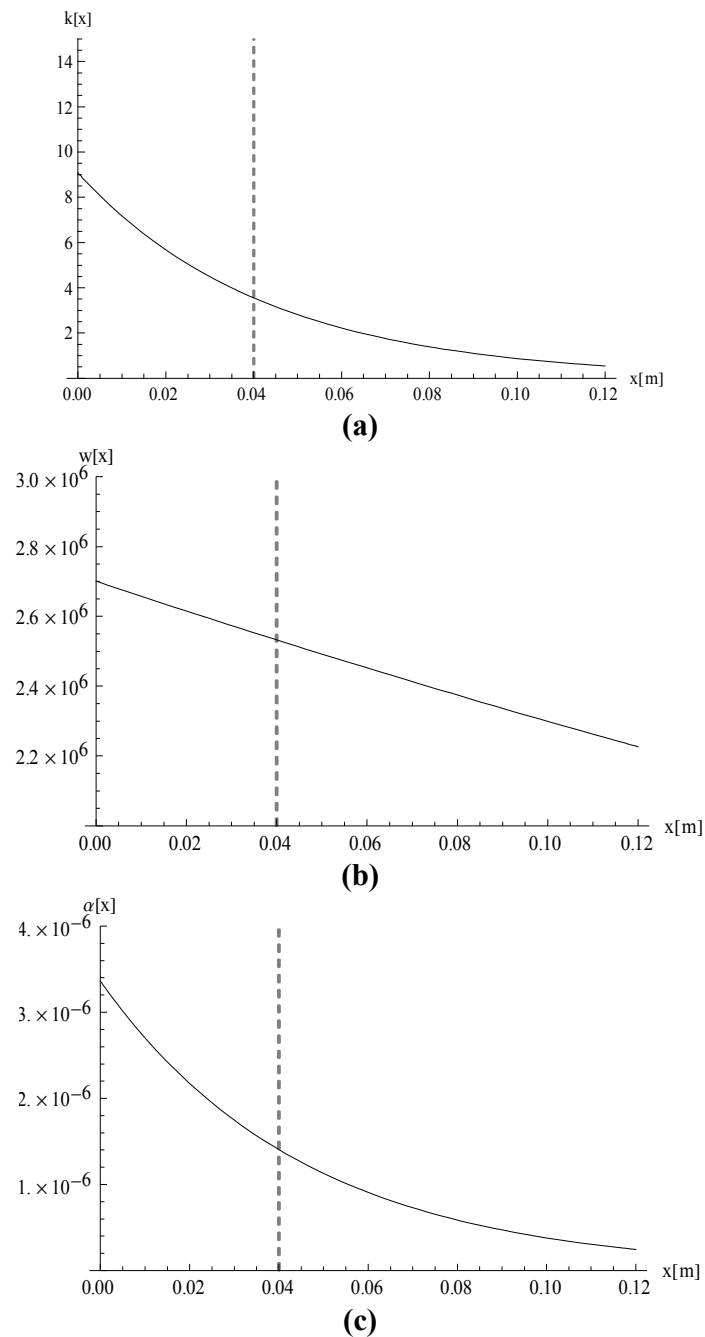 k[x]
14
12
10
8
6
4
2
0.00 0.02 0.04 0.06 0.08 0.10 0.12 x[m]
(a)
w[x]
3.0 × 10^6
2.8 × 10^6
2.6 × 10^6
2.4 × 10^6
2.2 × 10^6
0.00 0.02 0.04 0.06 0.08 0.10 0.12 x[m]
(b)
α[x]
4. × 10^-6
3. × 10^-6
2. × 10^-6
1. × 10^-6
0.00 0.02 0.04 0.06 0.08 0.10 0.12 x[m]
(c)